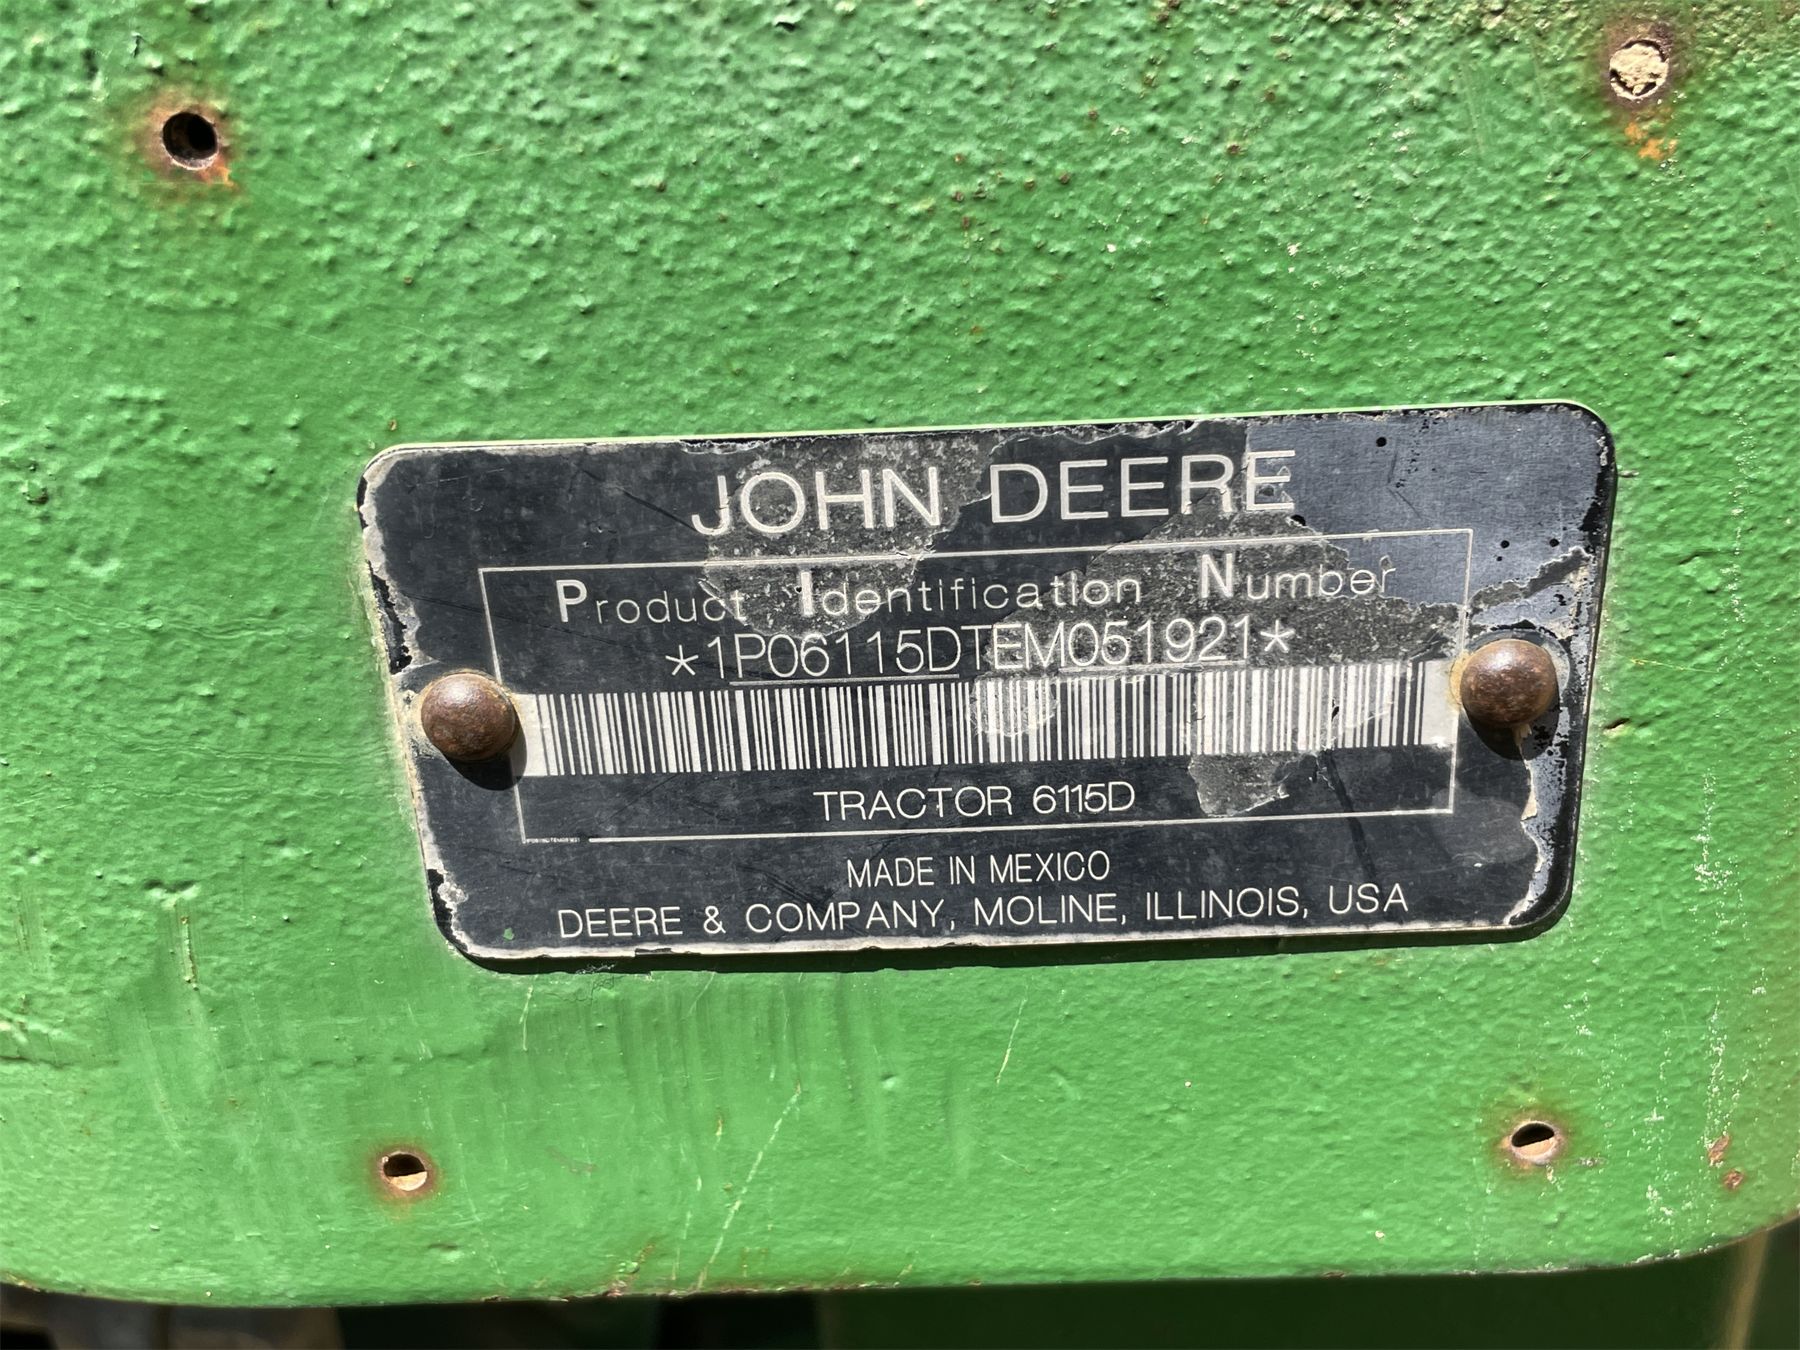 JOHN DEERE
Product Identification Number
*1P06115DTEM051921*
TRACTOR 6115D
MADE IN MEXICO
DEERE & COMPANY, MOLINE, ILLINOIS, USA